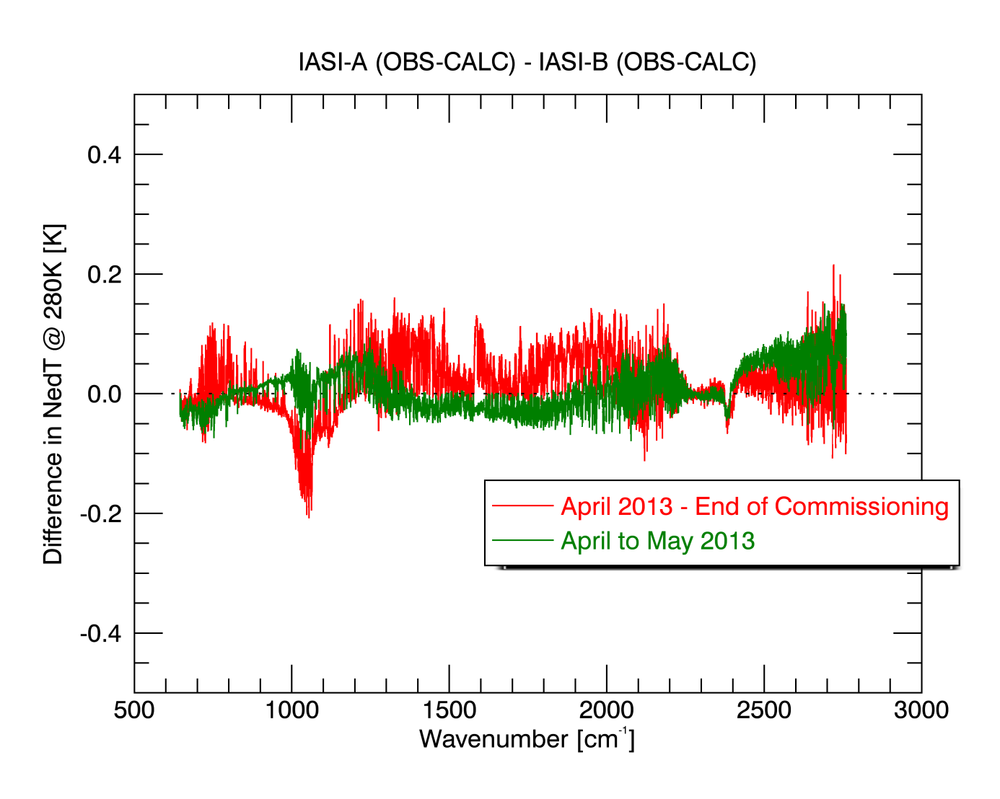 IASI-A (OBS-CALC) - IASI-B (OBS-CALC)
Difference in NedT @ 280K [K]
0.4
0.2
0.0
-0.2
-0.4
April 2013 - End of Commissioning
April to May 2013
500 1000 1500 2000 2500 3000
Wavenumber [cm⁻¹]